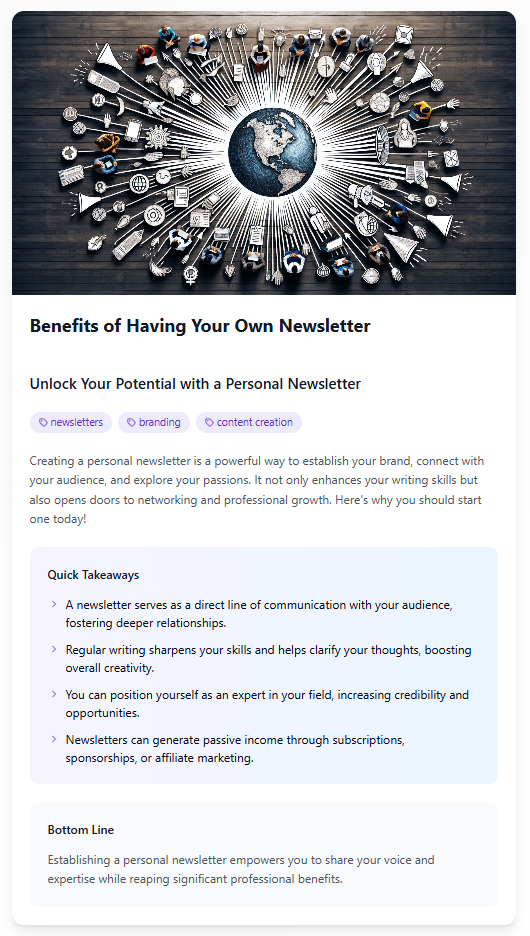 Benefits of Having Your Own Newsletter
Unlock Your Potential with a Personal Newsletter
newsletters branding content creation
Creating a personal newsletter is a powerful way to establish your brand, connect with
your audience, and explore your passions. It not only enhances your writing skills but
also opens doors to networking and professional growth. Here's why you should start
one today!
Quick Takeaways
A newsletter serves as a direct line of communication with your audience,
fostering deeper relationships.
Regular writing sharpens your skills and helps clarify your thoughts, boosting
overall creativity.
You can position yourself as an expert in your field, increasing credibility and
opportunities.
Newsletters can generate passive income through subscriptions,
sponsorships, or affiliate marketing.
Bottom Line
Establishing a personal newsletter empowers you to share your voice and
expertise while reaping significant professional benefits.